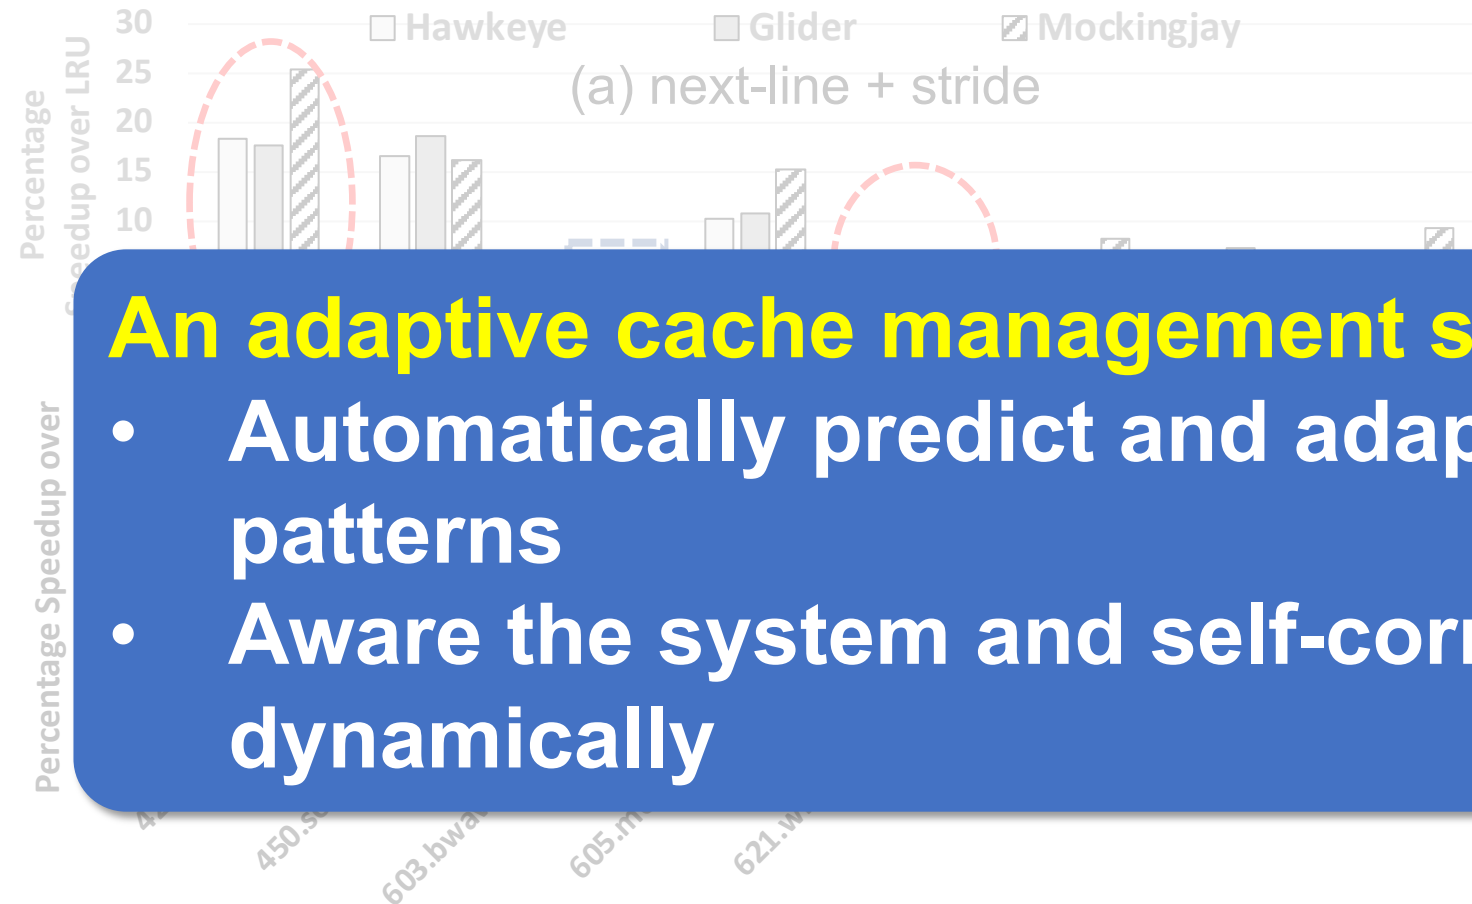 30
Hawkeye Glider Mockingjay
25
(a) next-line + stride
20
15
10
Percentage
Speedup over LRU
An adaptive cache management s
• Automatically predict and adap
patterns
• Aware the system and self-corr
dynamically
Percentage Speedup over
450.so
603.bwa
605.m
621.w